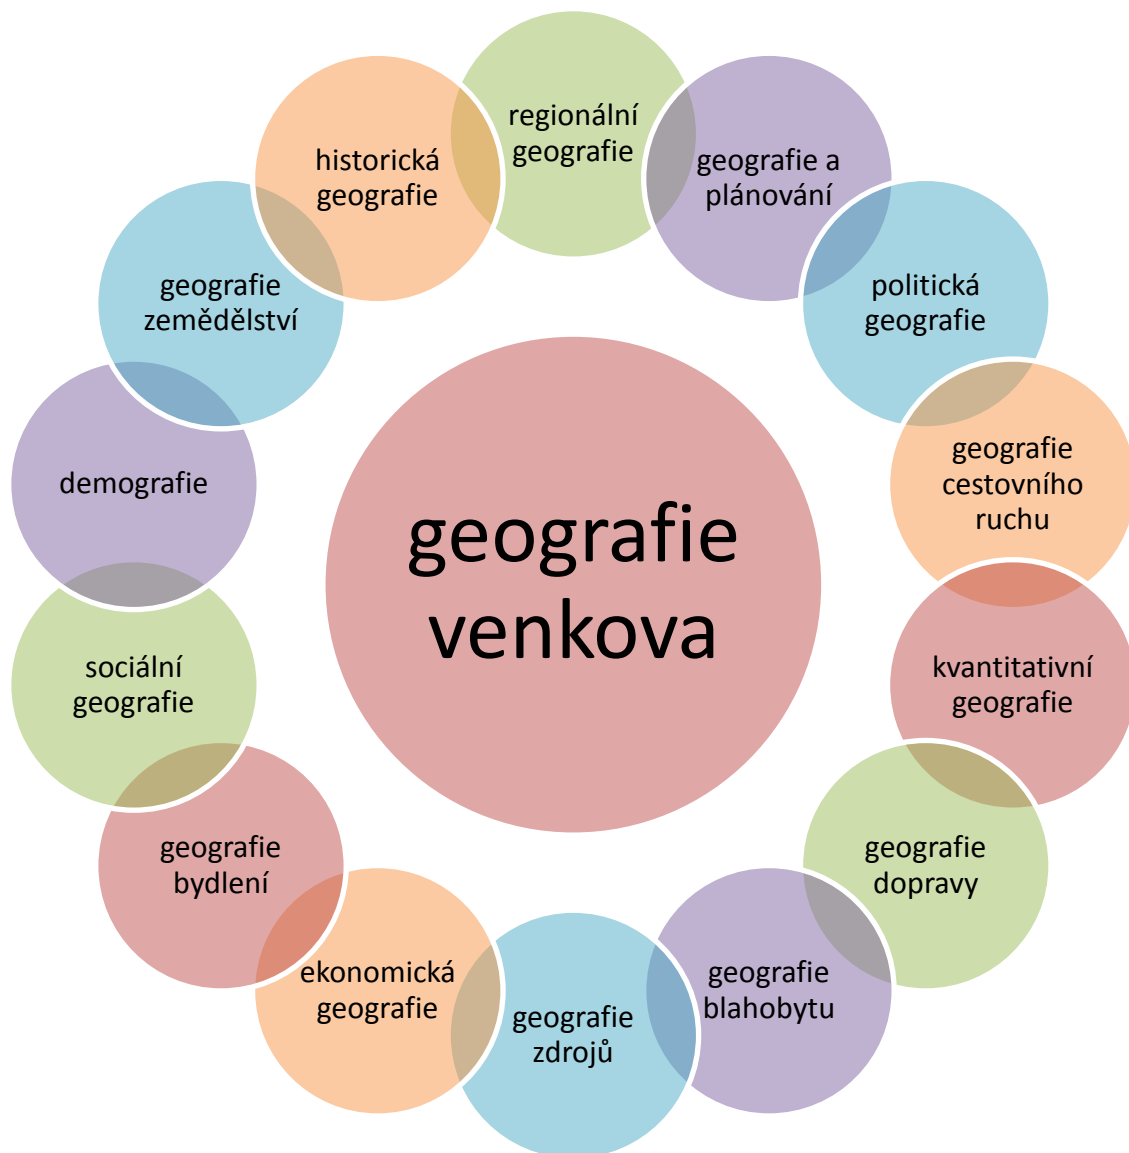 regionální
geografie
geografie a
plánování
politická
geografie
geografie
cestovního
ruchu
kvantitativní
geografie
geografie
dopravy
geografie
blahobytu
geografie
zdrojů
ekonomická
geografie
geografie
bydlení
sociální
geografie
demografie
geografie
zemědělství
historická
geografie
geografie
venkova